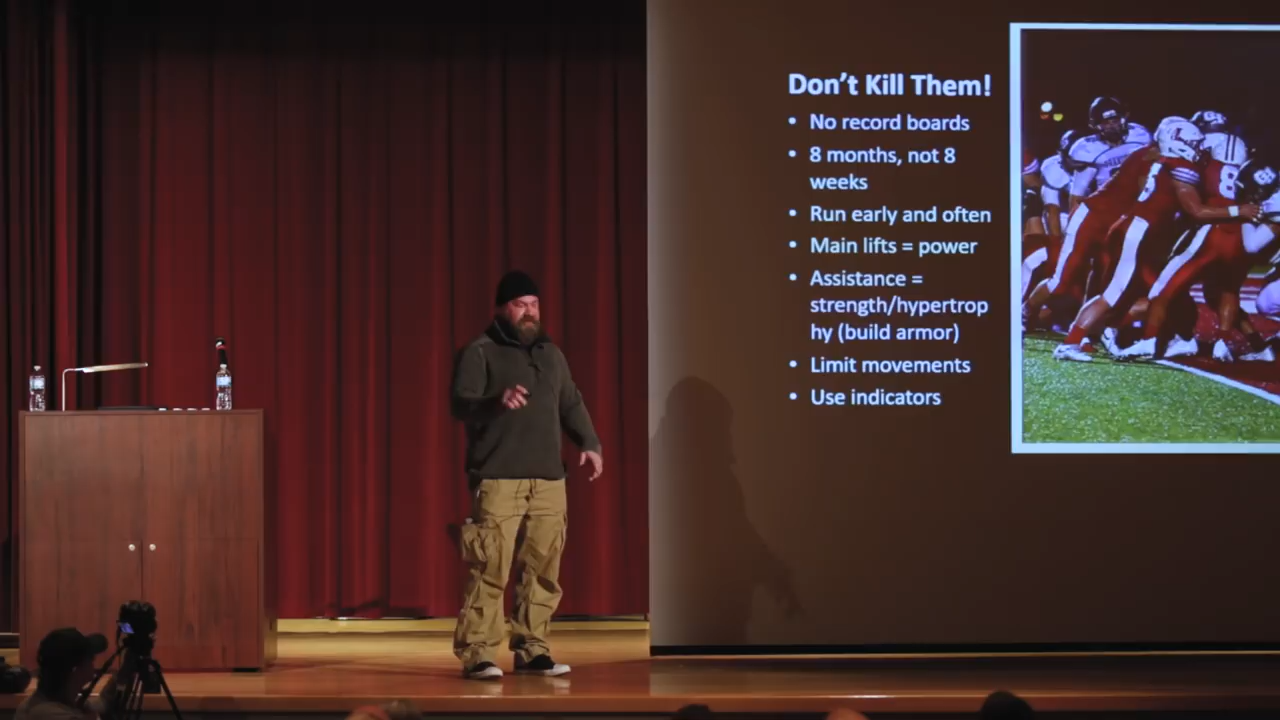 Don't Kill Them!
• No record boards
• 8 months, not 8
weeks
• Run early and often
• Main lifts = power
• Assistance =
strength/hypertrop
hy (build armor)
• Limit movements
• Use indicators
8